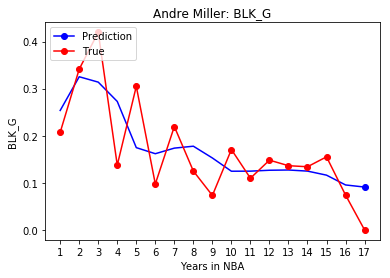 Andre Miller: BLK_G
Prediction
True
BLK_G
0.4
0.3
0.2
0.1
0.0
1 2 3 4 5 6 7 8 9 10 11 12 13 14 15 16 17
Years in NBA